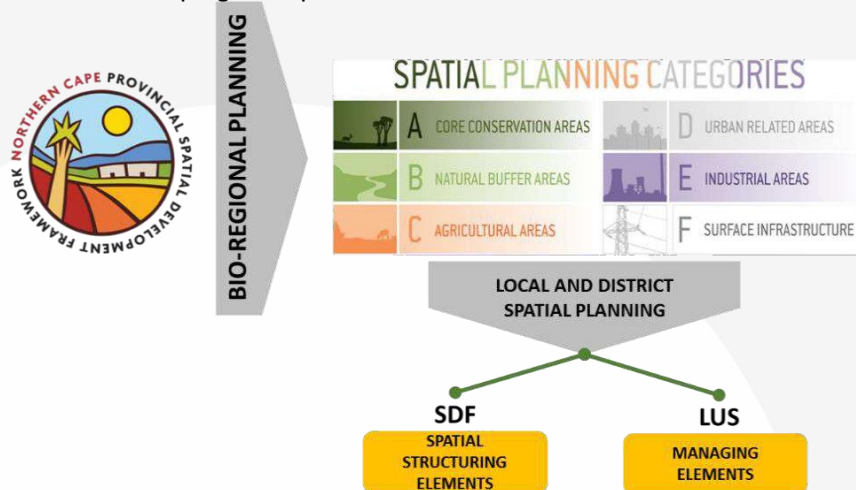 NORTHERN CAPE PROVINCIAL SPATIAL DEVELOPMENT FRAMEWORK
BIO-REGIONAL PLANNING
SPATIAL PLANNING CATEGORIES
A CORE CONSERVATION AREAS
D URBAN RELATED AREAS
B NATURAL BUFFER AREAS
E INDUSTRIAL AREAS
C AGRICULTURAL AREAS
F SURFACE INFRASTRUCTURE
LOCAL AND DISTRICT
SPATIAL PLANNING
SDF
LUS
SPATIAL
STRUCTURING
ELEMENTS
MANAGING
ELEMENTS